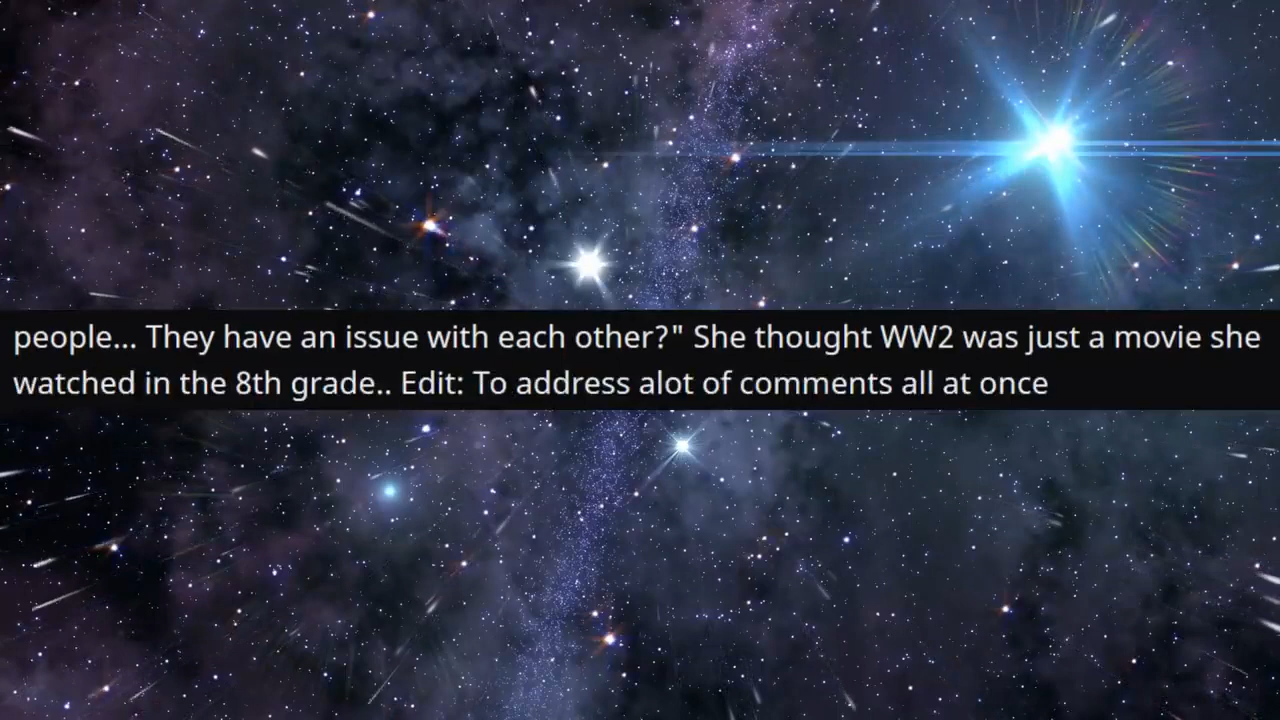 people... They have an issue with each other?" She thought WW2 was just a movie she
watched in the 8th grade.. Edit: To address alot of comments all at once